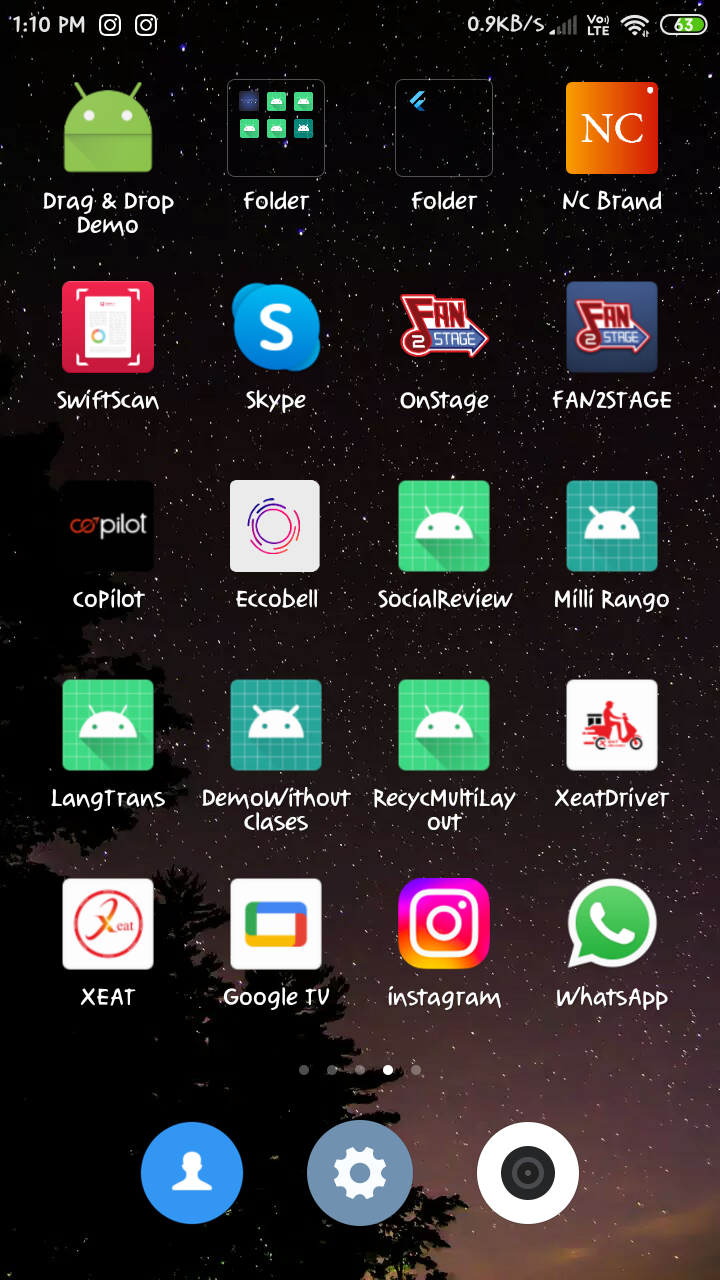 1:10 PM 0.9KB/s Vo) LTE 63
NC
Drag & Drop Demo Folder Folder NC Brand
S FAN 2 STAGE FAN 2 STAGE
SwiftScan Skype OnStage FAN2STAGE
copilot
CoPilot Eccobell SocialReview Milli Rango
LangTrans DemoWithout Clases RecycMultiLay out XeatDriver
Xeat
XEAT Google TV instagram WhatsApp